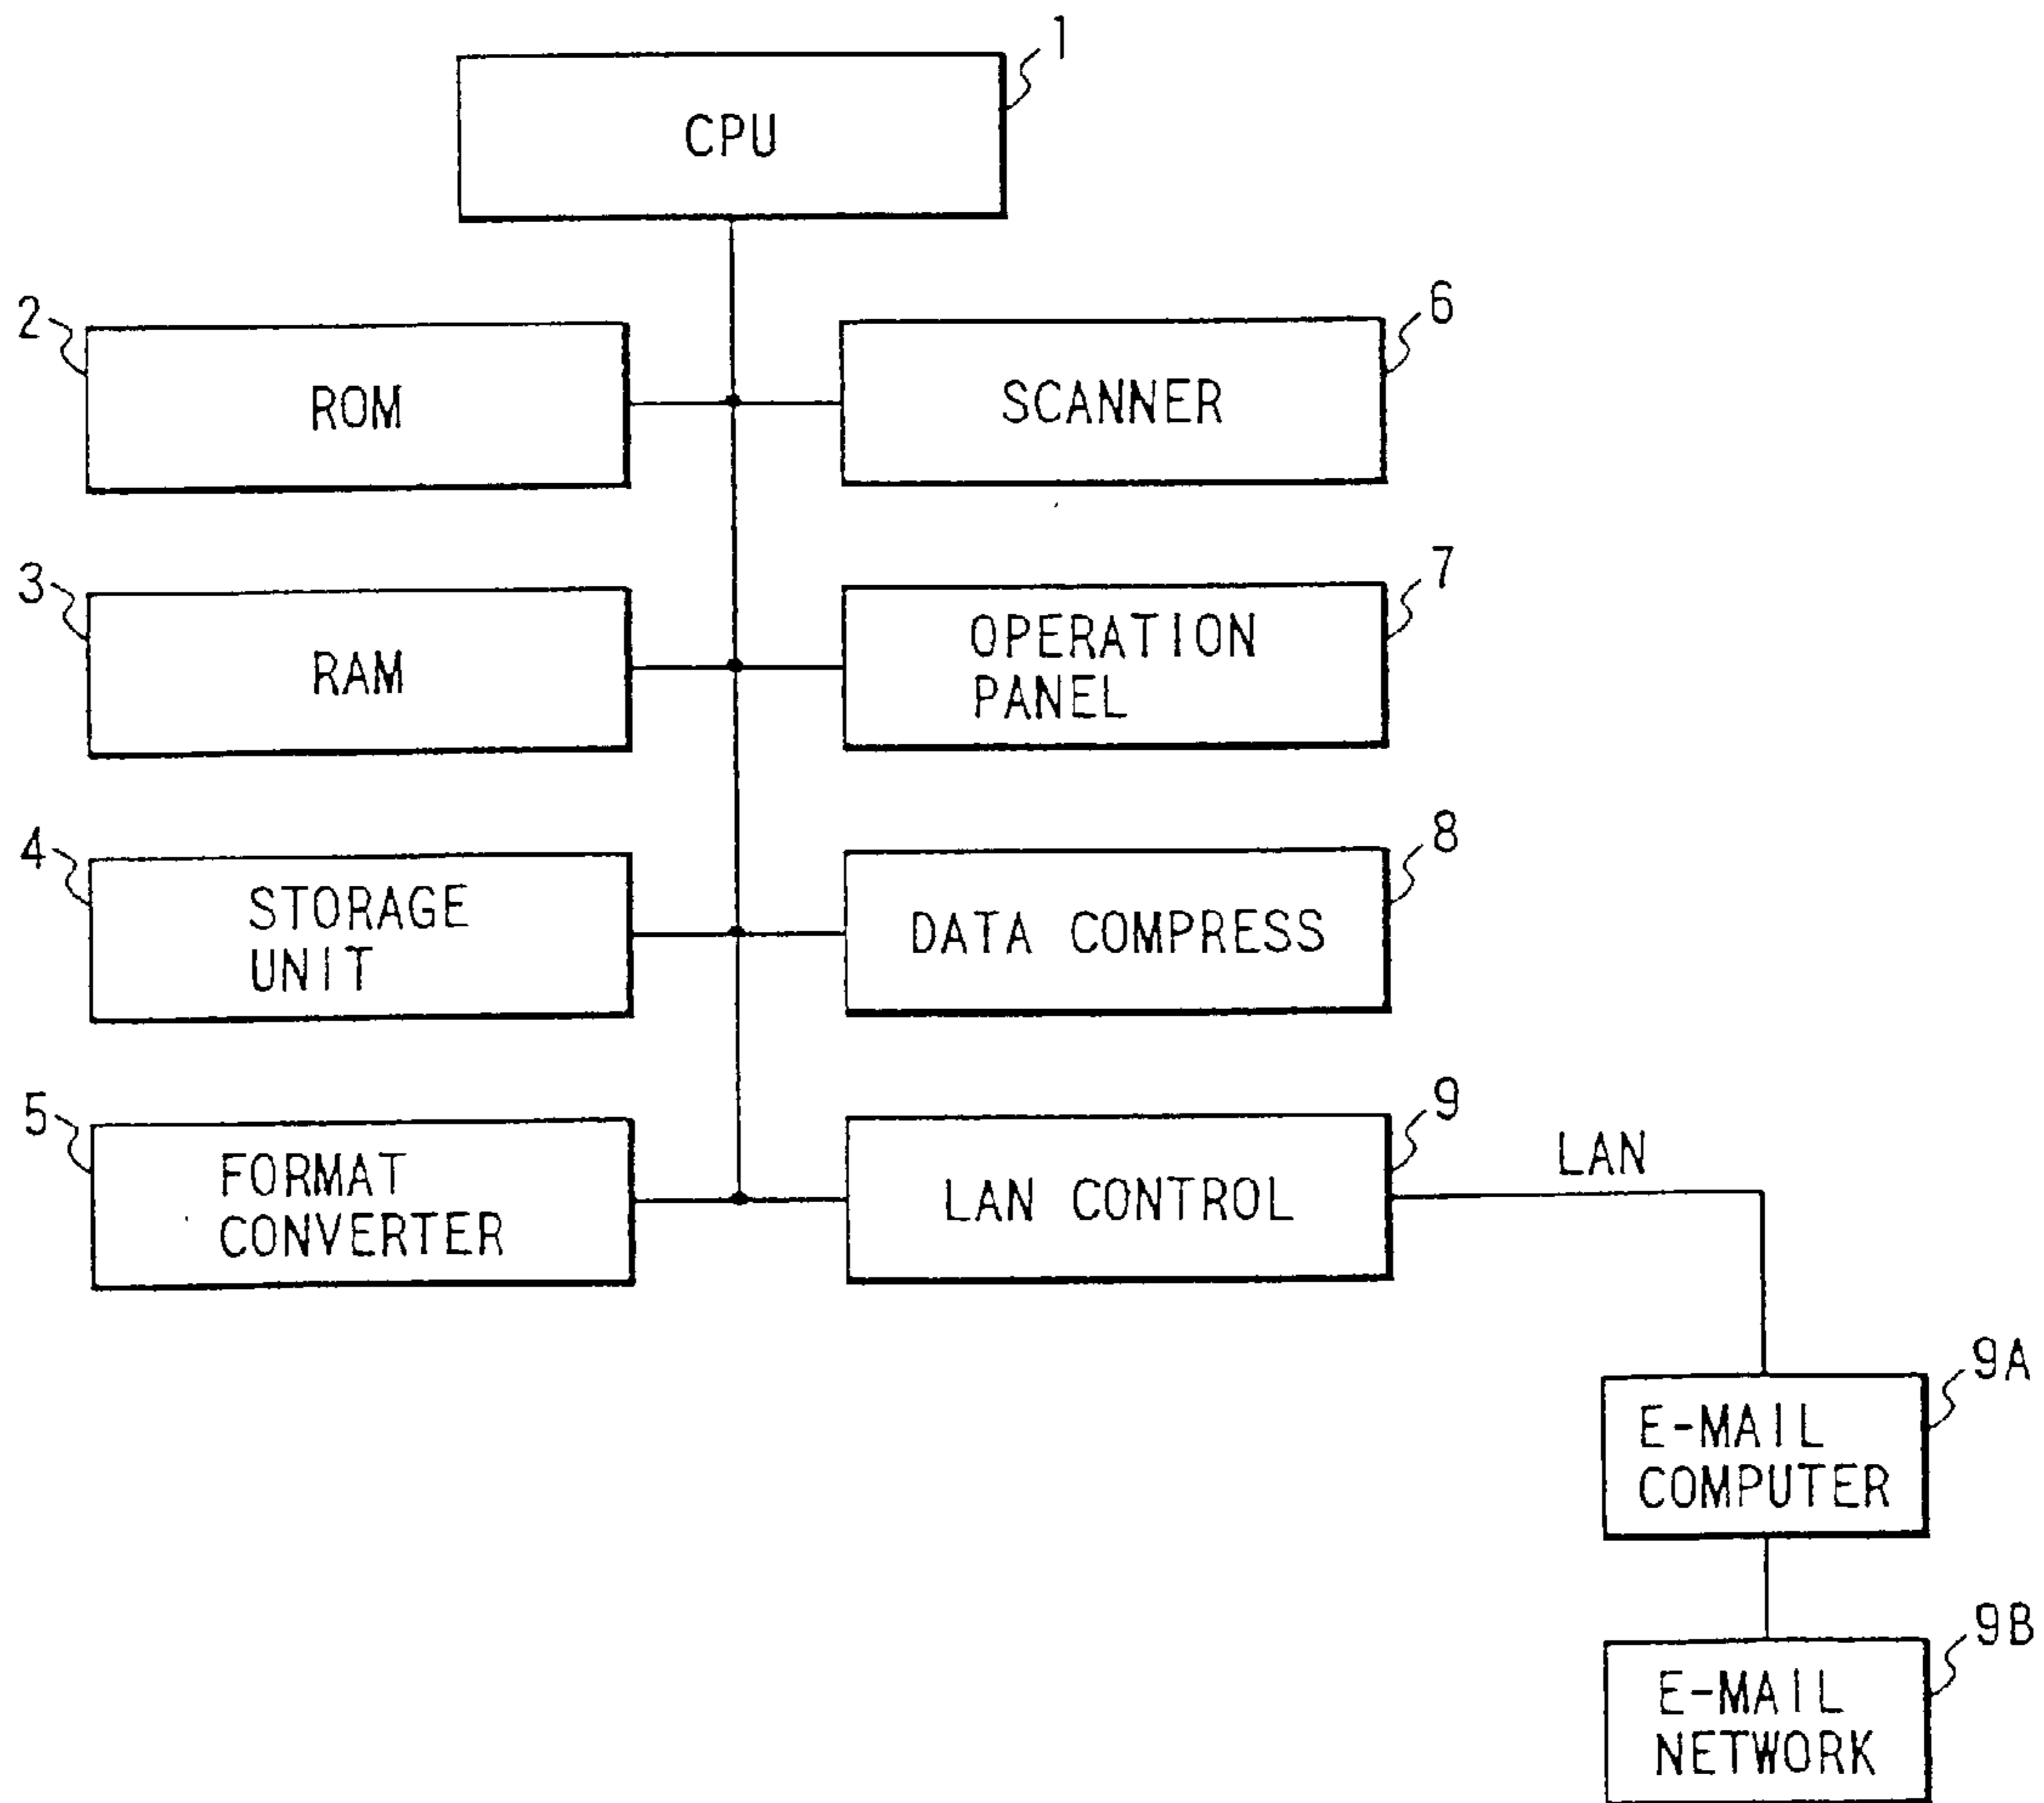 1
CPU
2
ROM
6
SCANNER
3
RAM
7
OPERATION
PANEL
4
STORAGE
UNIT
8
DATA COMPRESS
5
FORMAT
CONVERTER
9
LAN CONTROL
LAN
9A
E-MAIL
COMPUTER
9B
E-MAIL
NETWORK